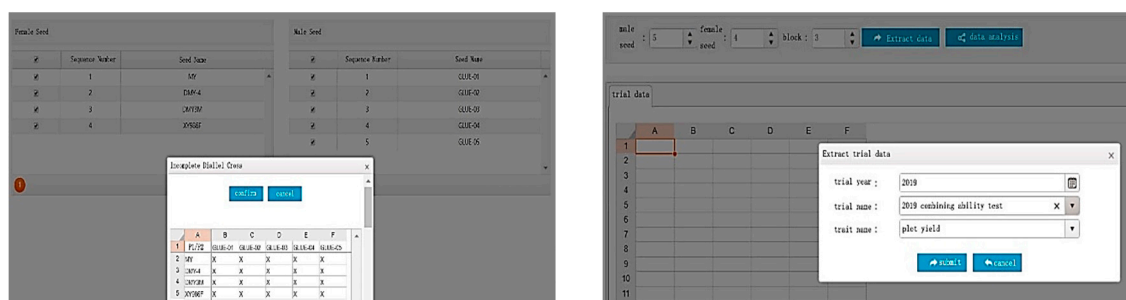 Female Seed
Sequence Number Seed Name
1 MY
2 DMY-4
3 DMY3M
4 XY986F
1
Male Seed
Sequence Number Seed Name
1 GLUE-01
2 GLUE-02
3 GLUE-03
4 GLUE-04
5 GLUE-05
Incomplete Diallel Cross x
confirm cancel
A B C D E F
1 P1/P2 GLUE-01 GLUE-02 GLUE-03 GLUE-04 GLUE-05
2 MY X X X X X
3 DMY-4 X X X X X
4 DMY3M X X X X X
5 XY986F X X X X X
male seed : 5 female seed : 4 block : 3 Extract data data analysis
trial data
A B C D E F
1
2
3
4
5
6
7
8
9
10
11
Extract trial data x
trial year : 2019
trial name : 2019 combining ability test x
trait name : plot yield
submit cancel